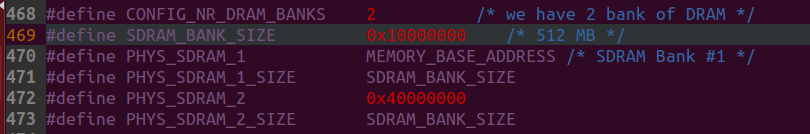 468 #define CONFIG_NR_DRAM_BANKS 2 /* we have 2 bank of DRAM */
469 #define SDRAM_BANK_SIZE 0x10000000 /* 512 MB */
470 #define PHYS_SDRAM_1 MEMORY_BASE_ADDRESS /* SDRAM Bank #1 */
471 #define PHYS_SDRAM_1_SIZE SDRAM_BANK_SIZE
472 #define PHYS_SDRAM_2 0x40000000
473 #define PHYS_SDRAM_2_SIZE SDRAM_BANK_SIZE